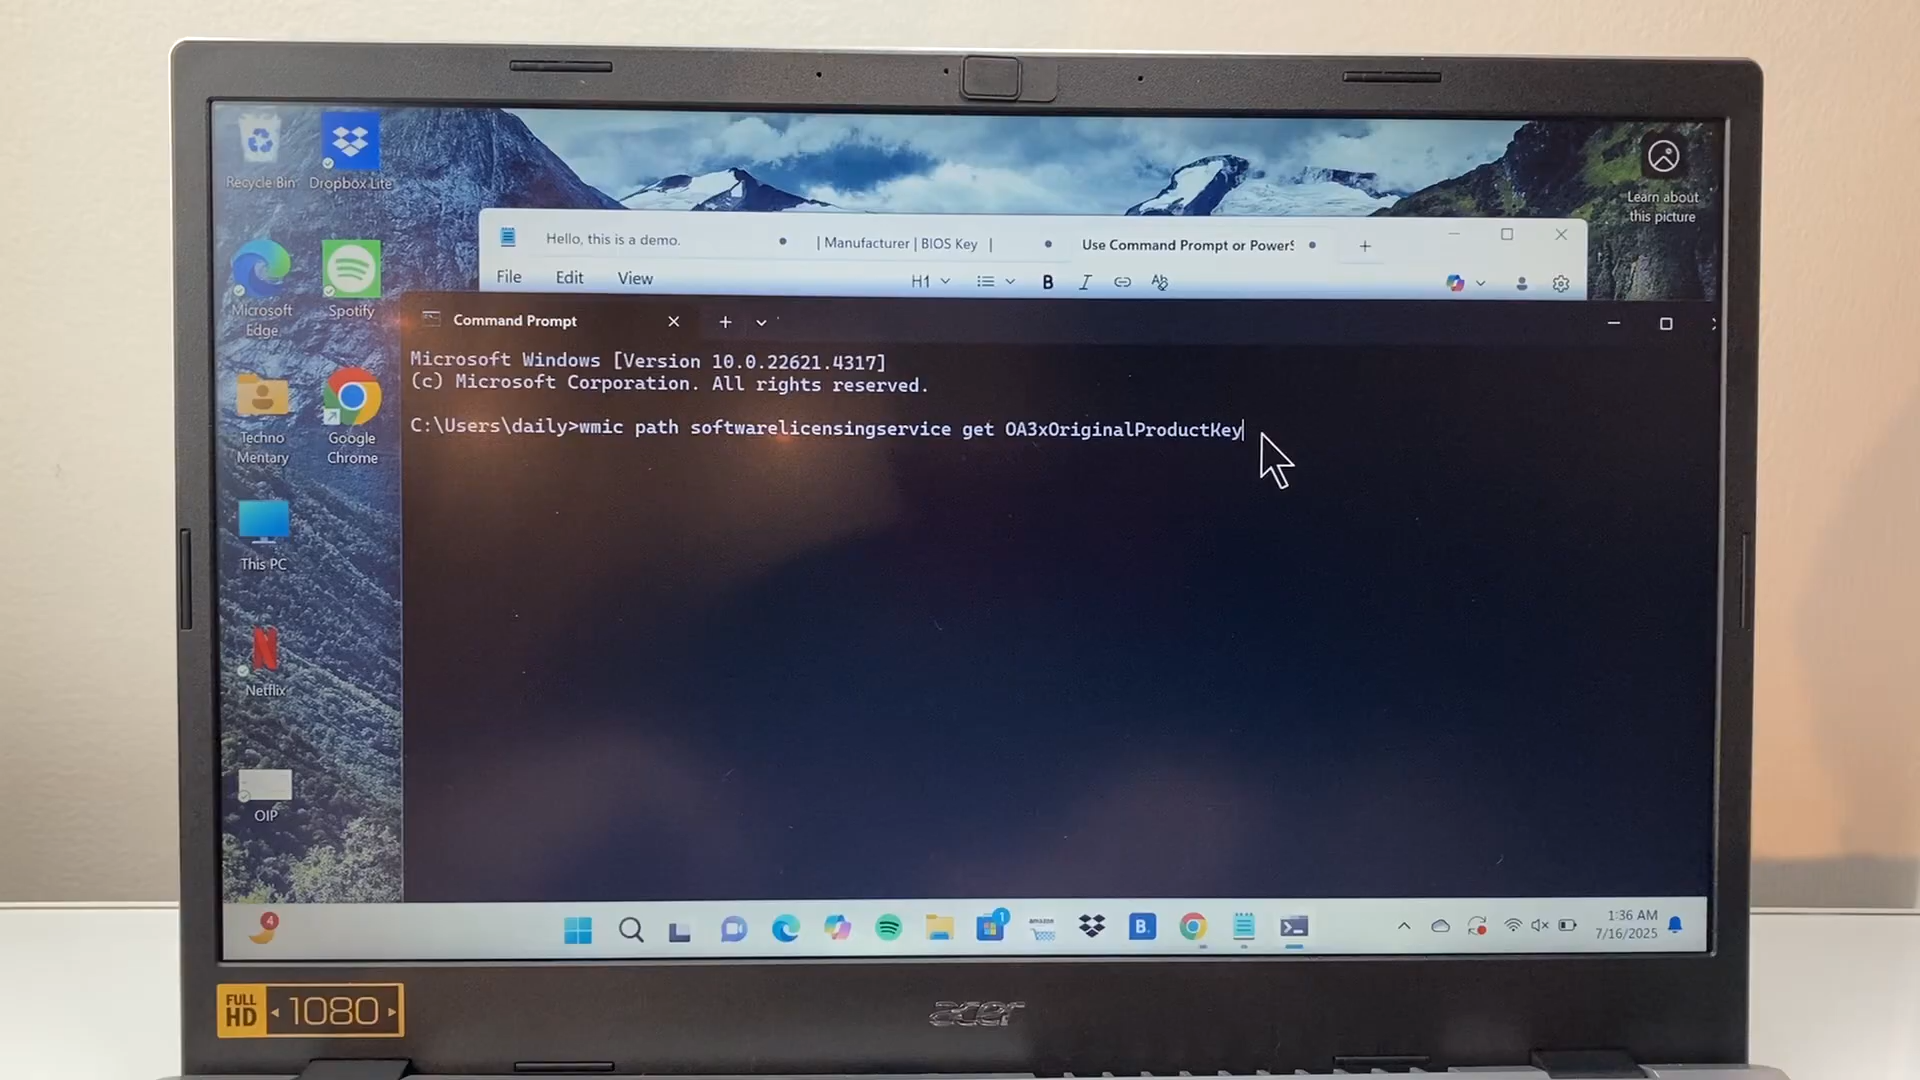 Recycle Bin
Dropbox Lite
Learn about
this picture
Hello, this is a demo.
| Manufacturer | BIOS Key |
Use Command Prompt or PowerS
File
Edit
View
H1
B
I
Microsoft
Edge
Spotify
Command Prompt
Microsoft Windows [Version 10.0.22621.4317]
(c) Microsoft Corporation. All rights reserved.
C:\Users\daily>wmic path softwarelicensingservice get OA3xOriginalProductKey
Techno
Mentary
Google
Chrome
This PC
Netflix
OIP
4
1
amazon
B.
1:36 AM
7/16/2025
FULL
HD
1080
acer